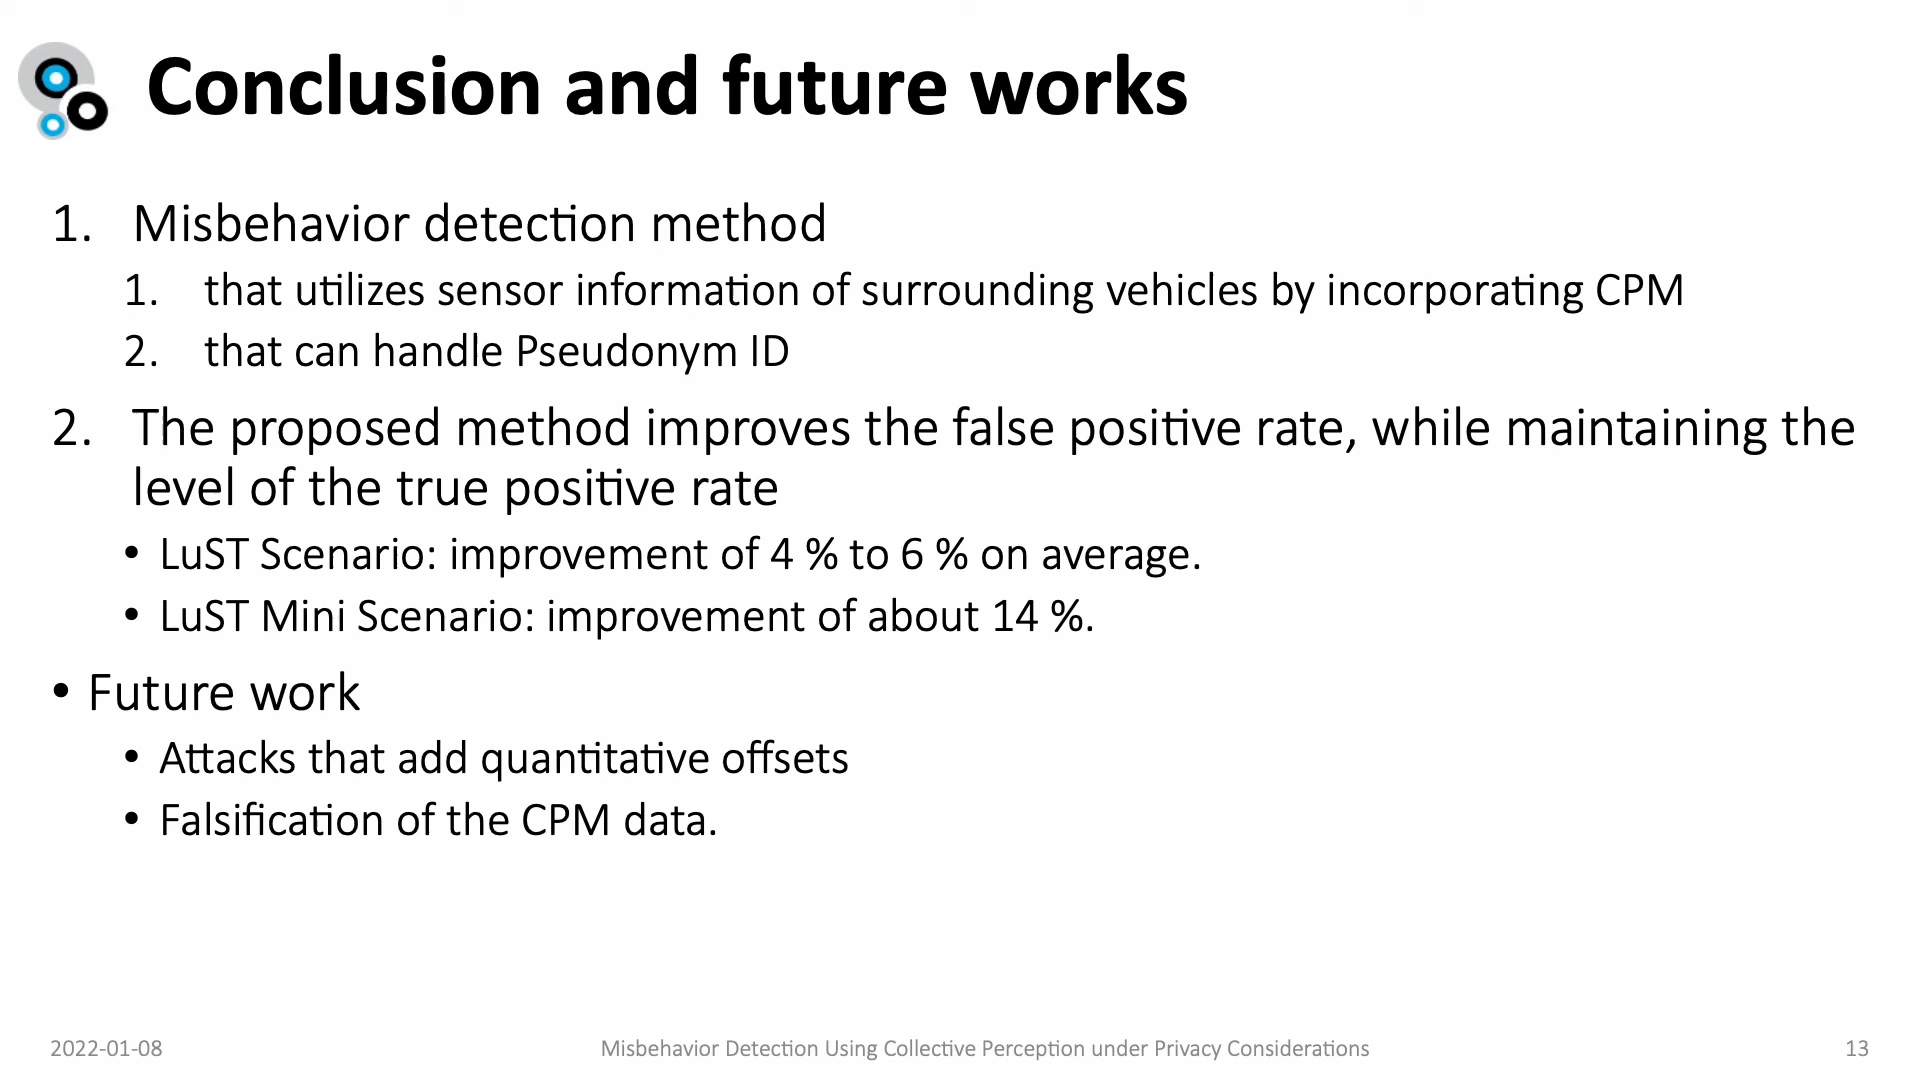 Conclusion and future works
1. Misbehavior detection method
1. that utilizes sensor information of surrounding vehicles by incorporating CPM
2. that can handle Pseudonym ID
2. The proposed method improves the false positive rate, while maintaining the
level of the true positive rate
• LuST Scenario: improvement of 4 % to 6 % on average.
• LuST Mini Scenario: improvement of about 14 %.
• Future work
• Attacks that add quantitative offsets
• Falsification of the CPM data.
2022-01-08
Misbehavior Detection Using Collective Perception under Privacy Considerations
13